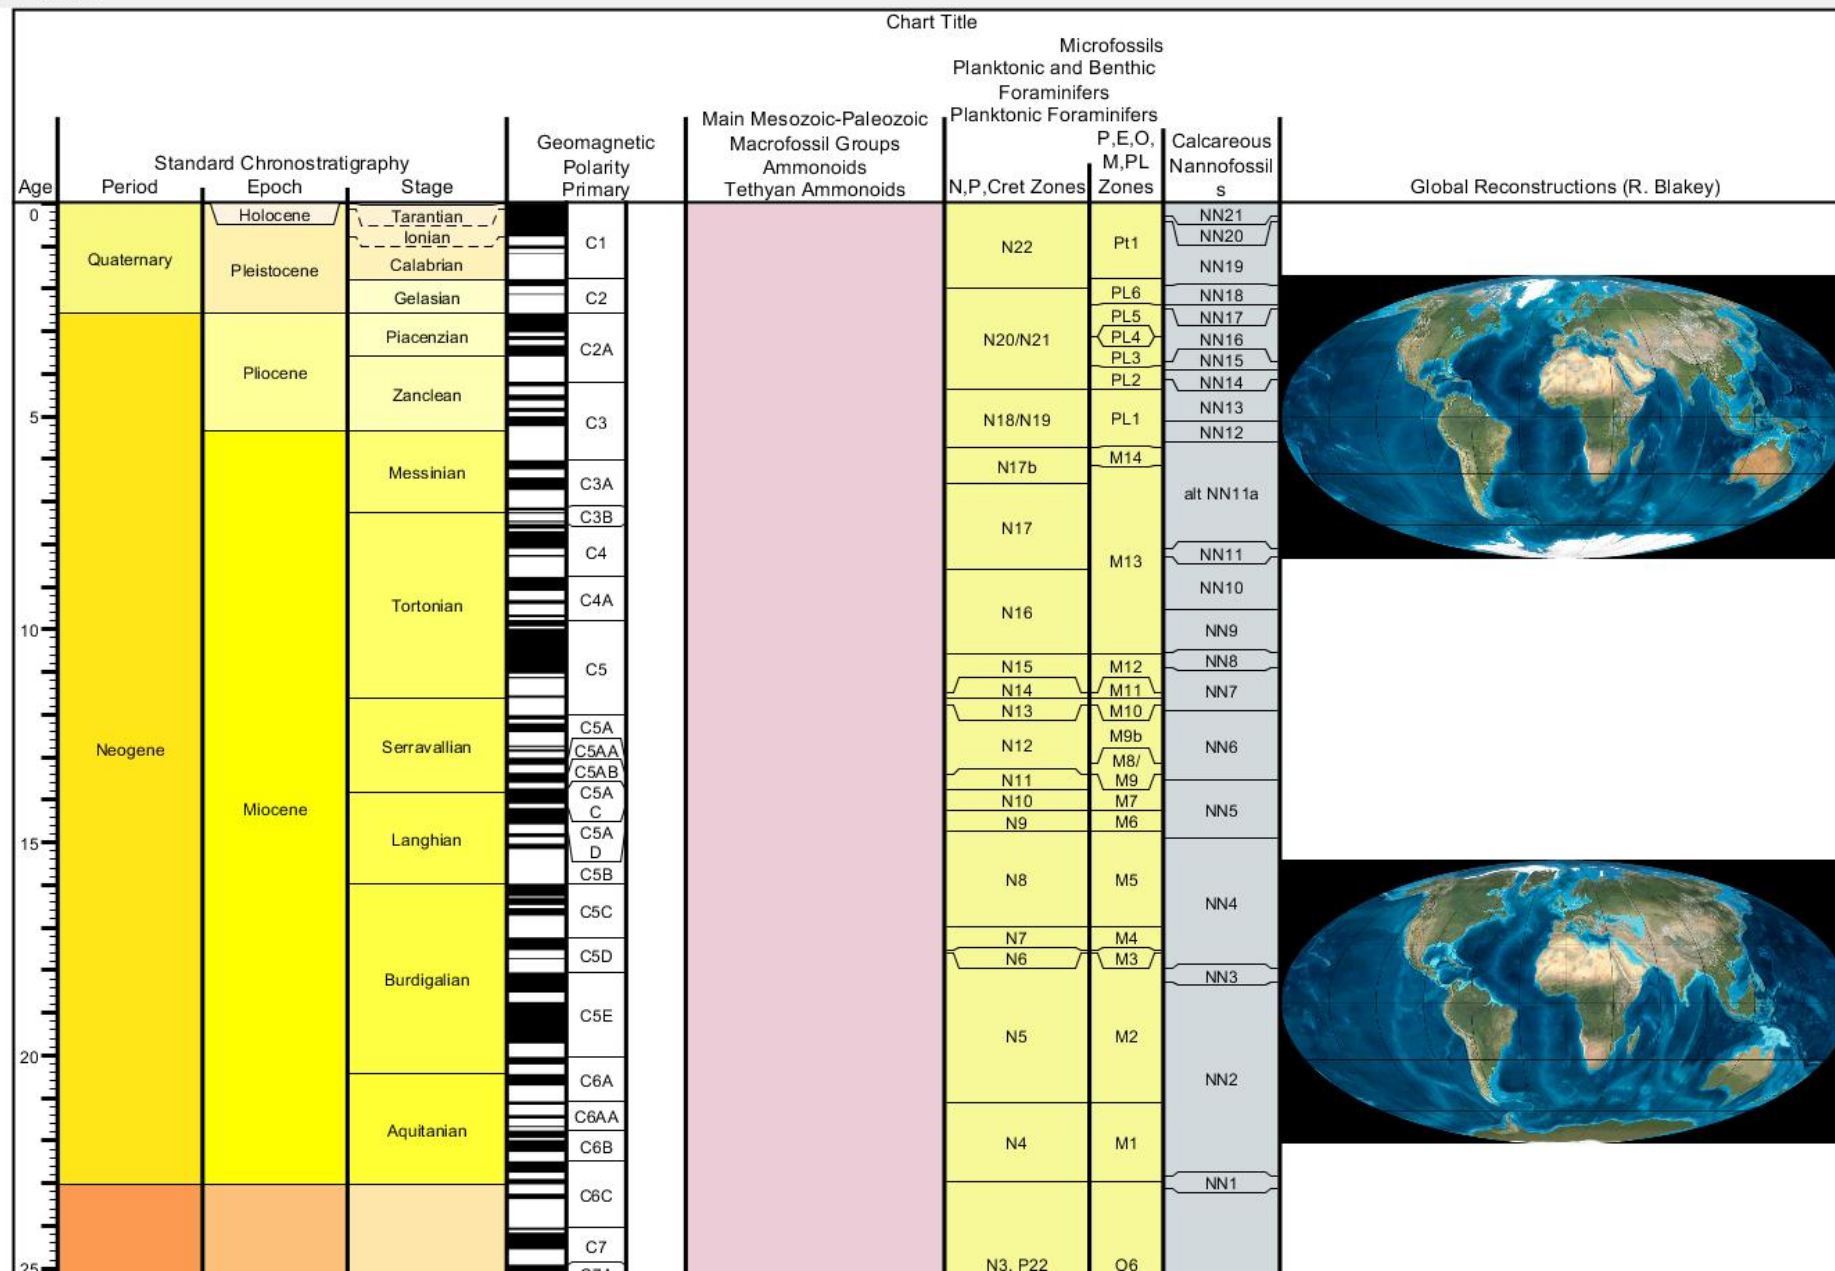 Chart Title
Microfossils
Planktonic and Benthic
Foraminifers
Planktonic Foraminifers
Main Mesozoic-Paleozoic
Macrofossil Groups
Ammonoids
Tethyan Ammonoids
Geomagnetic
Polarity
Primary
P,E,O,
M,PL
Zones
Calcareous
Nannofossil
s
Standard Chronostratigraphy
Age
Period
Epoch
Stage
N,P,Cret Zones
Global Reconstructions (R. Blakey)
0
5
10
15
20
25
Quaternary
Neogene
Holocene
Pleistocene
Pliocene
Miocene
Tarantian
Ionian
Calabrian
Gelasian
Piacenzian
Zanclean
Messinian
Tortonian
Serravallian
Langhian
Burdigalian
Aquitanian
C1
C2
C2A
C3
C3A
C3B
C4
C4A
C5
C5A
C5AA
C5AB
C5A
C
C5A
D
C5B
C5C
C5D
C5E
C6A
C6AA
C6B
C6C
C7
N22
N20/N21
N18/N19
N17b
N17
N16
N15
N14
N13
N12
N11
N10
N9
N8
N7
N6
N5
N4
N3, P22
Pt1
PL6
PL5
PL4
PL3
PL2
PL1
M14
M13
M12
M11
M10
M9b
M8/
M9
M7
M6
M5
M4
M3
M2
M1
O6
NN21
NN20
NN19
NN18
NN17
NN16
NN15
NN14
NN13
NN12
alt NN11a
NN11
NN10
NN9
NN8
NN7
NN6
NN5
NN4
NN3
NN2
NN1